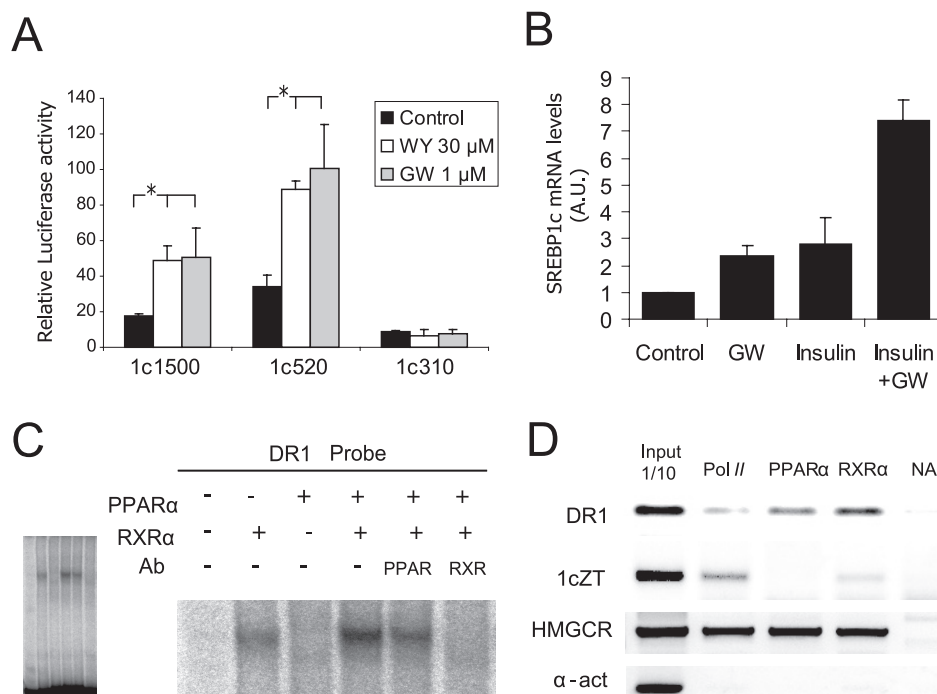 A
Relative Luciferase activity
140
120
100
80
60
40
20
0
*
*
Control
WY 30 µM
GW 1 µM
1c1500
1c520
1c310
B
SREBP1c mRNA levels
(A.U.)
9
8
7
6
5
4
3
2
1
0
Control
GW
Insulin
Insulin
+GW
C
DR1 Probe
PPARα - - + + + +
RXRα - + - + + +
Ab - - - - PPAR RXR
D
Input
1/10
Pol II PPARα RXRα NA
DR1
1cZT
HMGCR
α-act